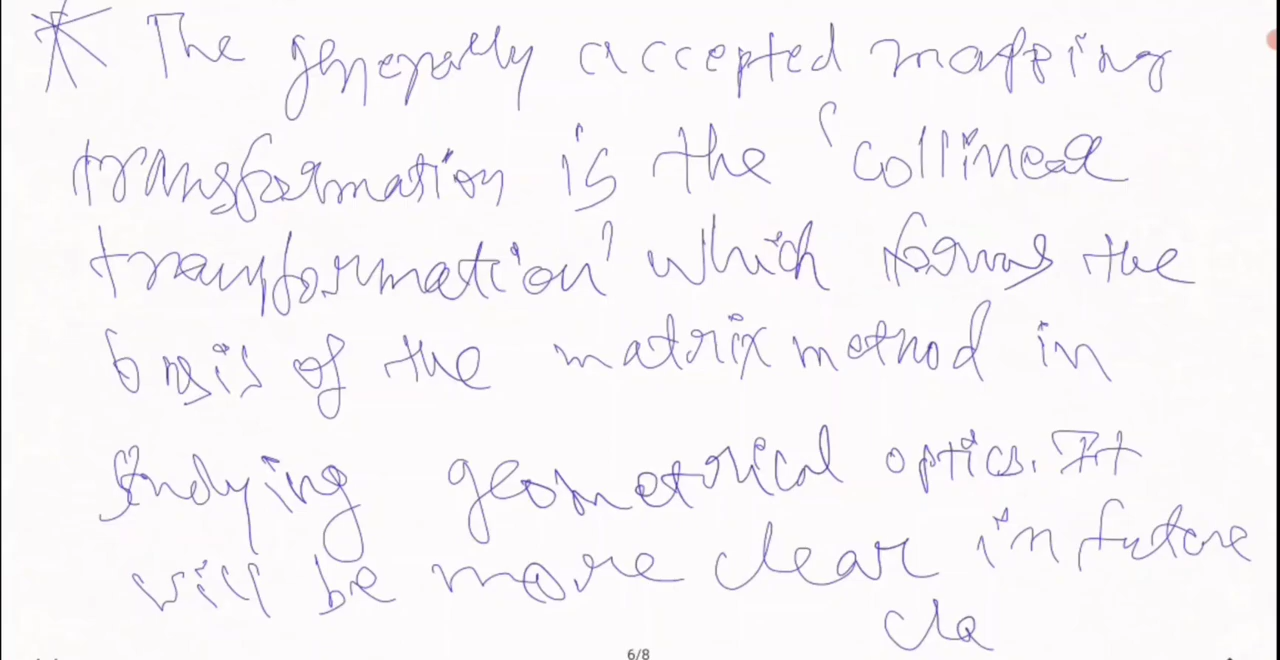 * The generally accepted mapping
transformation is the 'collinear
transformation' which forms the
basis of the matrix method in
studying geometrical optics. It
will be more clear in future
cla
6/8